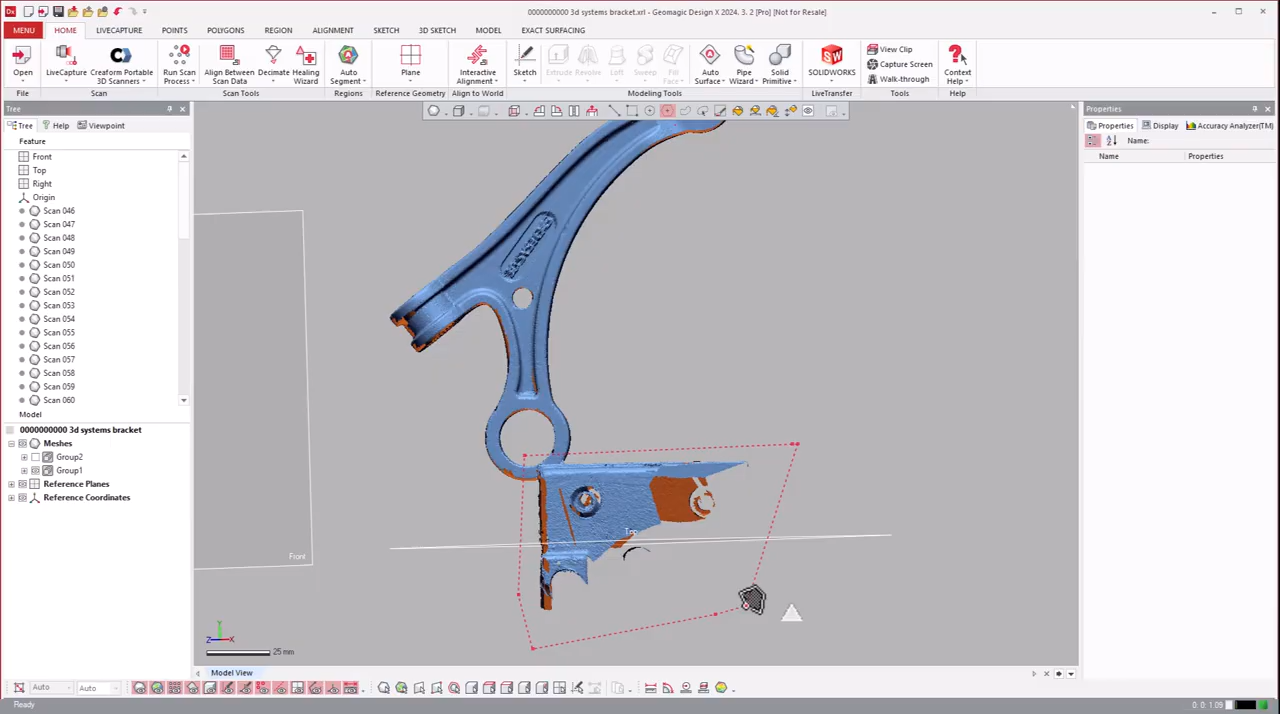 0000000000 3d systems bracket.xrl - Geomagic Design X 2024. 3. 2 [Pro] [Not for Resale]
MENU HOME LIVECAPTURE POINTS POLYGONS REGION ALIGNMENT SKETCH 3D SKETCH MODEL EXACT SURFACING
Open LiveCapture Creaform Portable 3D Scanners Run Scan Process Align Between Scan Data Decimate Healing Wizard Auto Segment Plane Interactive Alignment Sketch Extrude Revolve Loft Sweep Fill Face Auto Surface Pipe Wizard Solid Primitive SOLIDWORKS View Clip Capture Screen Walk-through Context Help
File Scan Scan Tools Regions Reference Geometry Align to World Modeling Tools LiveTransfer Tools Help
Tree
Tree Help Viewpoint
Feature
Front
Top
Right
Origin
Scan 046
Scan 047
Scan 048
Scan 049
Scan 050
Scan 051
Scan 052
Scan 053
Scan 054
Scan 055
Scan 056
Scan 057
Scan 058
Scan 059
Scan 060
Model
0000000000 3d systems bracket
Meshes
Group2
Group1
Reference Planes
Reference Coordinates
Top
Front
Y
Z X
25 mm
Model View
Properties
Properties Display Accuracy Analyzer(TM)
Name:
Name Properties
Auto Auto
Ready
0: 0: 1.09